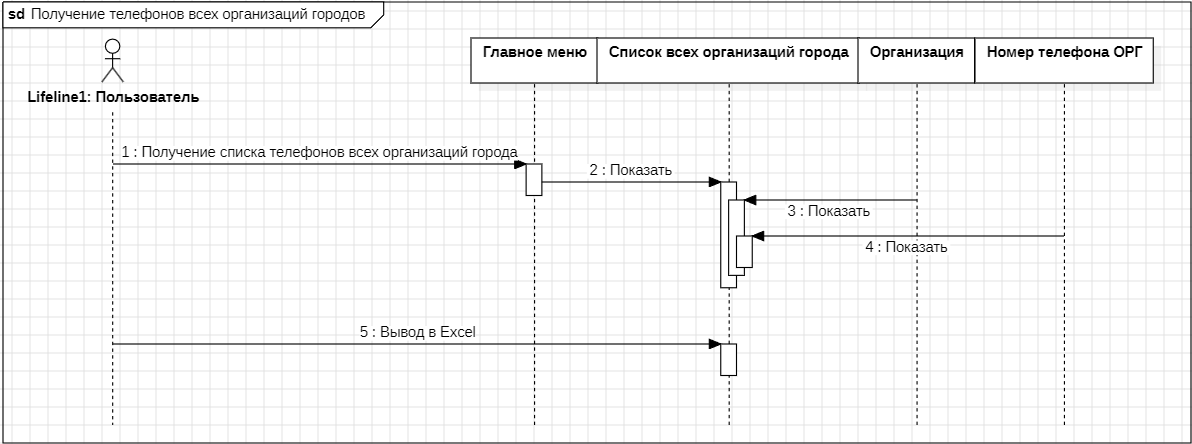 sd Получение телефонов всех организаций городов
Lifeline1: Пользователь
Главное меню
Список всех организаций города
Организация
Номер телефона ОРГ
1 : Получение списка телефонов всех организаций города
2 : Показать
3 : Показать
4 : Показать
5 : Вывод в Excel